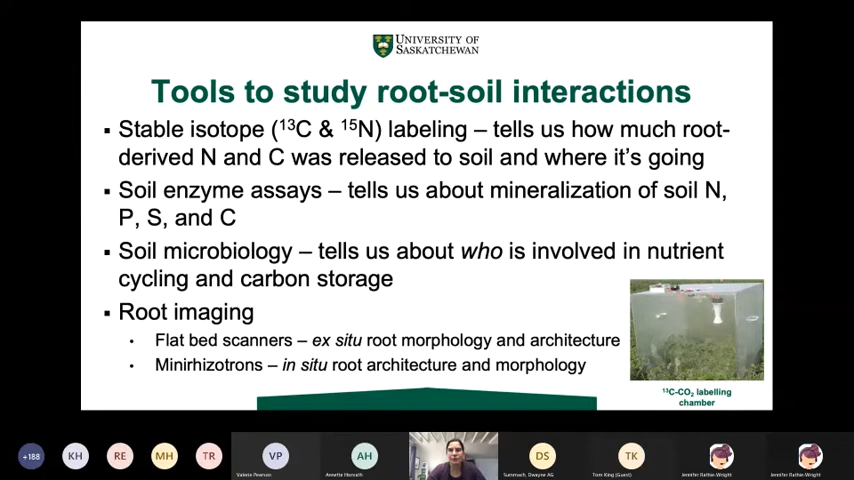 UNIVERSITY OF
SASKATCHEWAN
Tools to study root-soil interactions
▪ Stable isotope (¹³C & ¹⁵N) labeling – tells us how much root-
derived N and C was released to soil and where it's going
▪ Soil enzyme assays – tells us about mineralization of soil N,
P, S, and C
▪ Soil microbiology – tells us about who is involved in nutrient
cycling and carbon storage
▪ Root imaging
• Flat bed scanners – ex situ root morphology and architecture
• Minirhizotrons – in situ root architecture and morphology
¹³C-CO₂ labelling
chamber
+188
KH
RE
MH
TR
VP
AH
DS
TK
Valerie Pearson
Annette Horvath
Summach, Dwayne AG
Tom King (Guest)
Jennifer Rathie-Wright
Jennifer Rathie-Wright